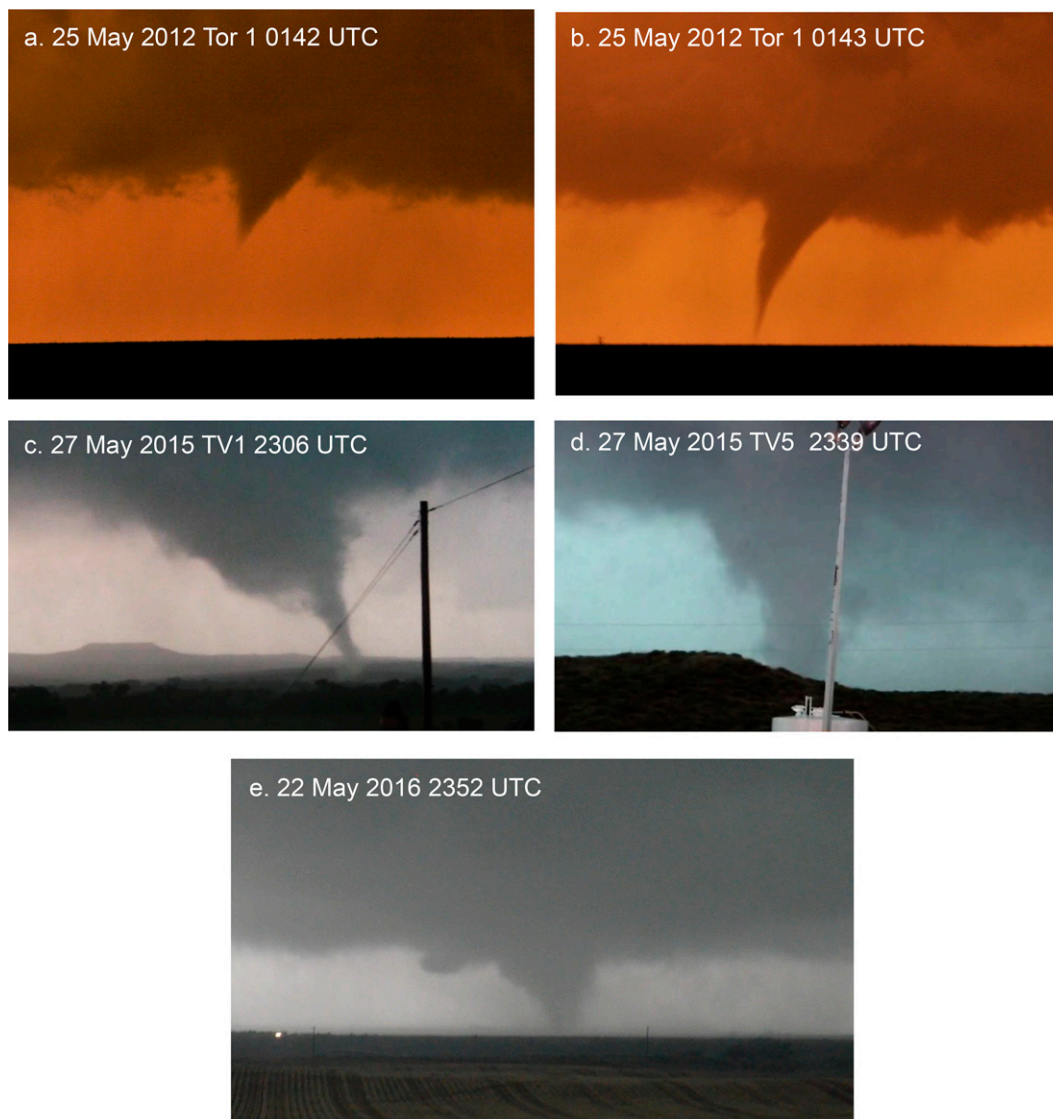 a. 25 May 2012 Tor 1 0142 UTC
b. 25 May 2012 Tor 1 0143 UTC
c. 27 May 2015 TV1 2306 UTC
d. 27 May 2015 TV5  2339 UTC
e. 22 May 2016 2352 UTC